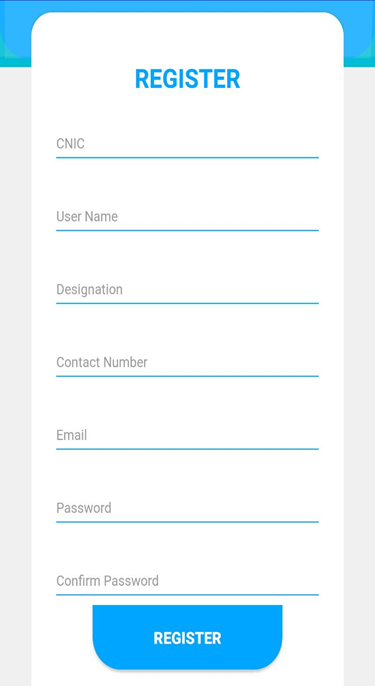 REGISTER
CNIC
User Name
Designation
Contact Number
Email
Password
Confirm Password
REGISTER